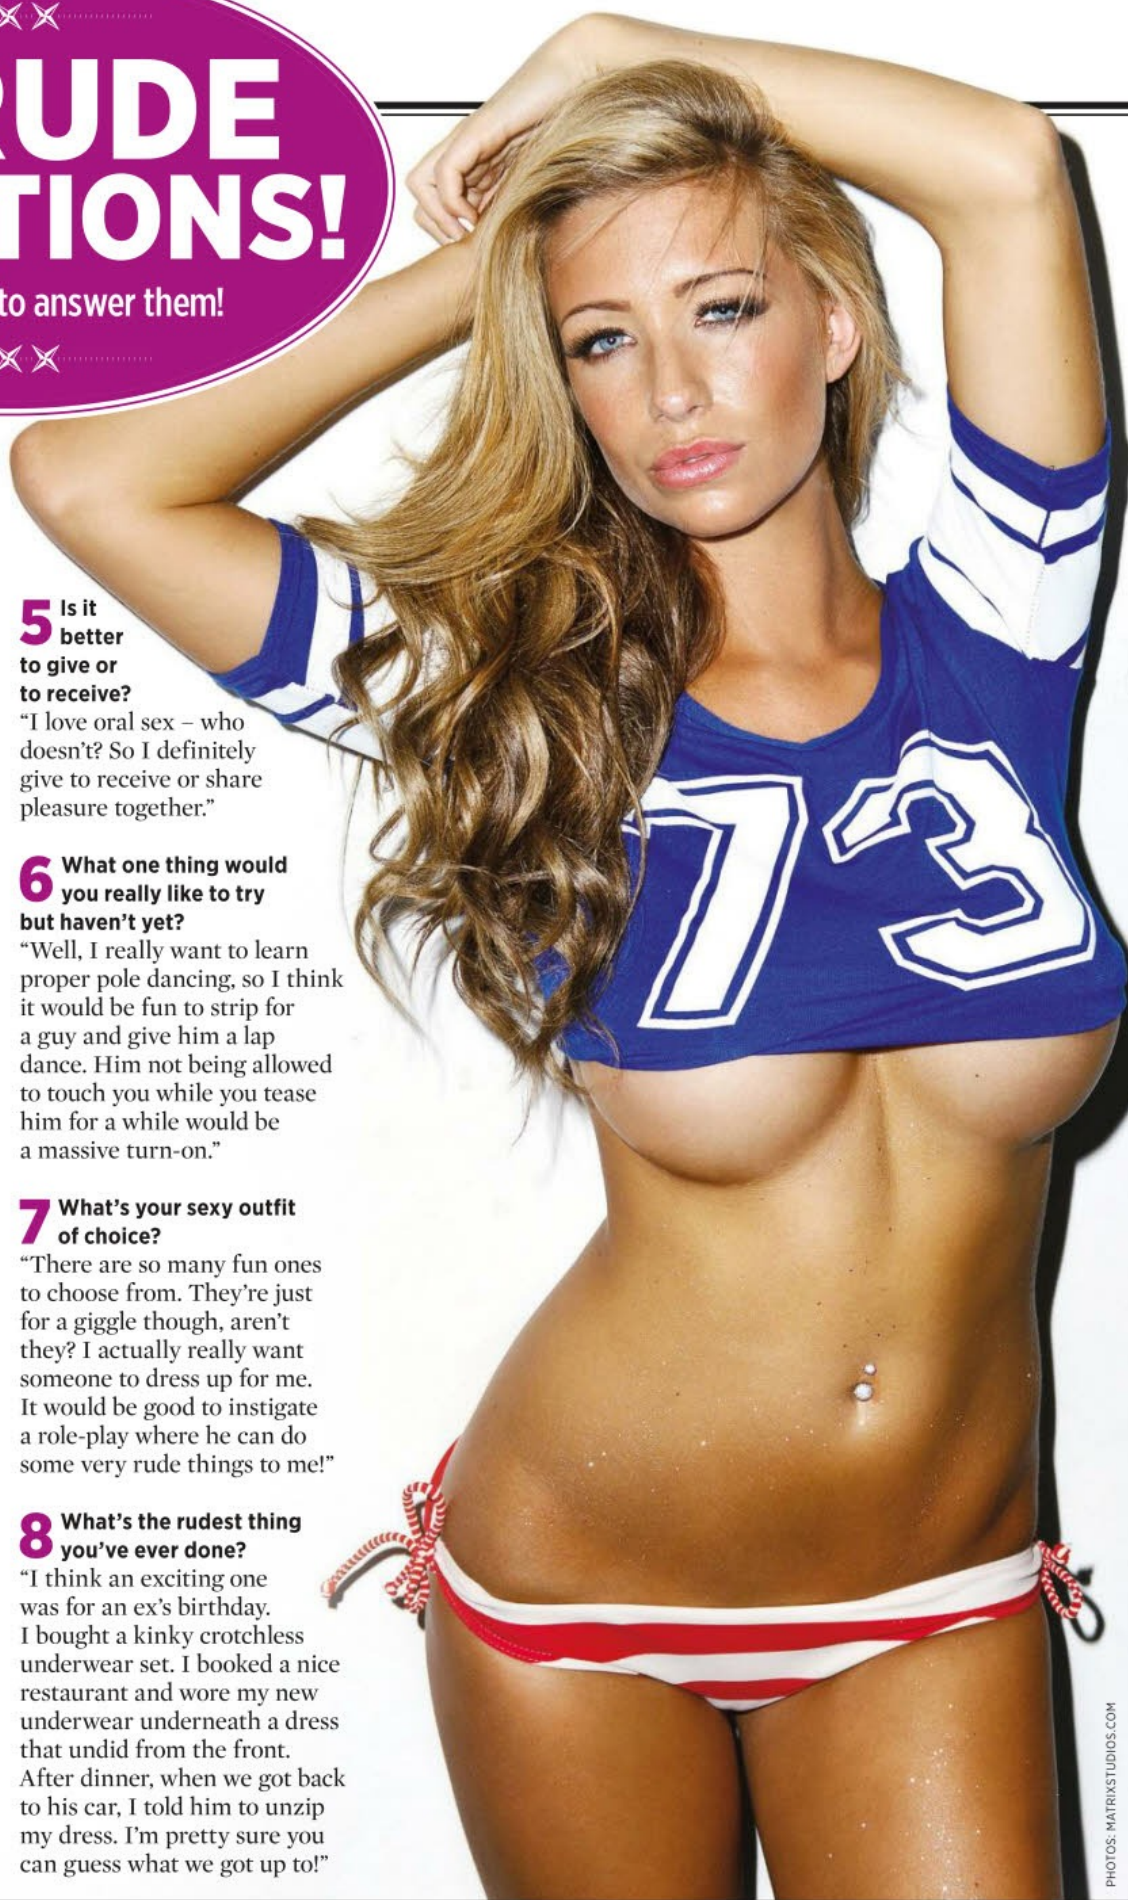 RUDE
TIONS!
to answer them!
5 Is it
better
to give or
to receive?
“I love oral sex – who
doesn’t? So I definitely
give to receive or share
pleasure together.”
6 What one thing would
you really like to try
but haven’t yet?
“Well, I really want to learn
proper pole dancing, so I think
it would be fun to strip for
a guy and give him a lap
dance. Him not being allowed
to touch you while you tease
him for a while would be
a massive turn-on.”
7 What’s your sexy outfit
of choice?
“There are so many fun ones
to choose from. They’re just
for a giggle though, aren’t
they? I actually really want
someone to dress up for me.
It would be good to instigate
a role-play where he can do
some very rude things to me!”
8 What’s the rudest thing
you’ve ever done?
“I think an exciting one
was for an ex’s birthday.
I bought a kinky crotchless
underwear set. I booked a nice
restaurant and wore my new
underwear underneath a dress
that undid from the front.
After dinner, when we got back
to his car, I told him to unzip
my dress. I’m pretty sure you
can guess what we got up to!”
73
PHOTOS: MATRIXSTUDIOS.COM